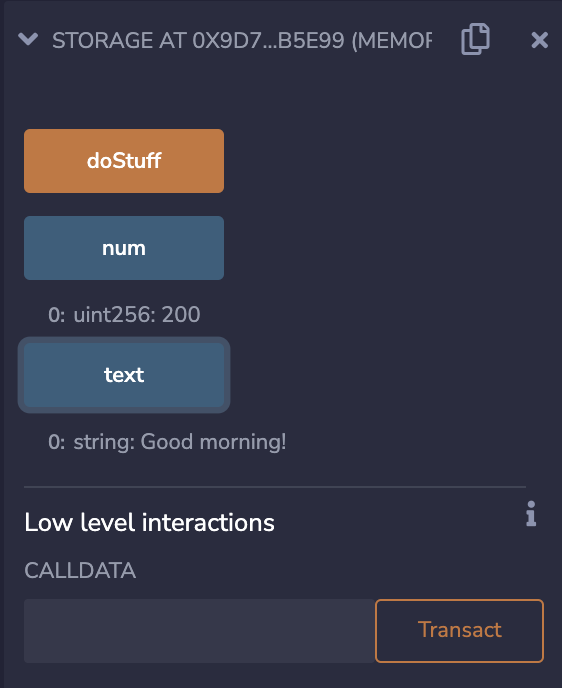 STORAGE AT 0X9D7...B5E99 (MEMOR
doStuff
num
0: uint256: 200
text
0: string: Good morning!
Low level interactions
CALLDATA
Transact